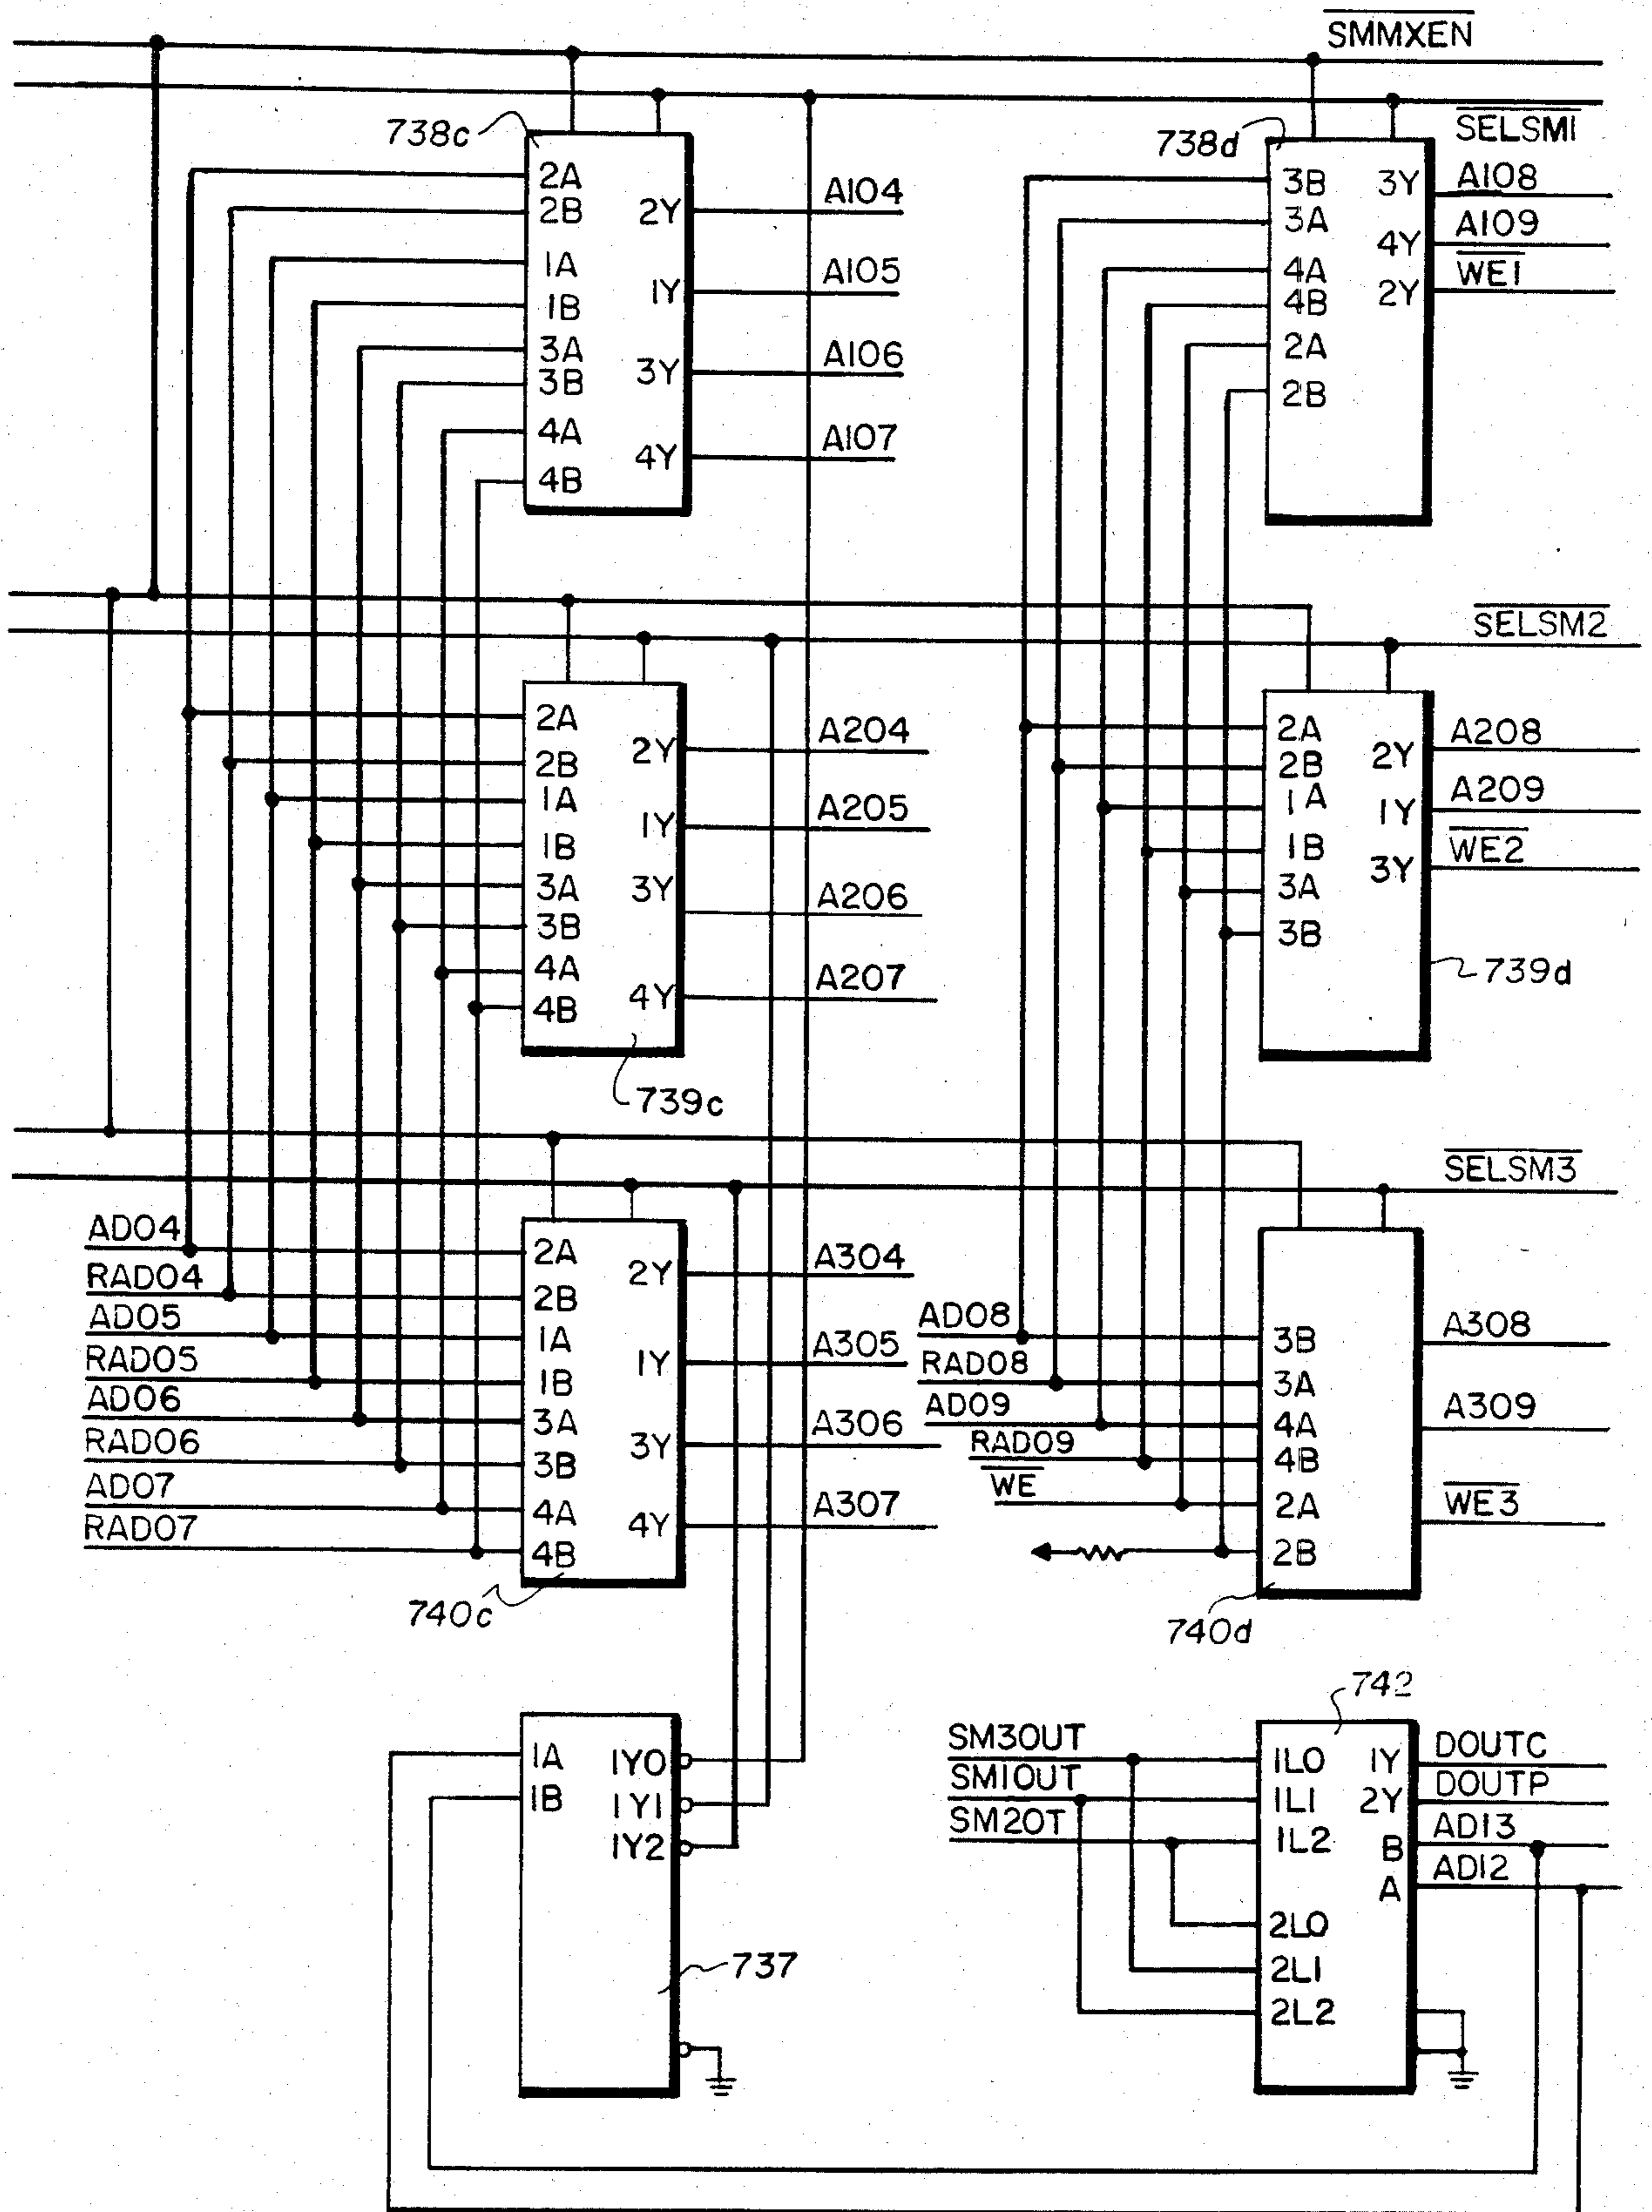 SMMXEN
SELSM1
738c
2A
2B
1A
1B
3A
3B
4A
4B
2Y
1Y
3Y
4Y
A104
A105
A106
A107
738d
3B
3A
4A
4B
2A
2B
3Y
4Y
2Y
A108
A109
WE1
SELSM2
2A
2B
1A
1B
3A
3B
4A
4B
2Y
1Y
3Y
4Y
A204
A205
A206
A207
739c
2A
2B
1A
1B
3A
3B
2Y
1Y
3Y
A208
A209
WE2
739d
SELSM3
AD04
RAD04
AD05
RAD05
AD06
RAD06
AD07
RAD07
2A
2B
1A
1B
3A
3B
4A
4B
2Y
1Y
3Y
4Y
A304
A305
A306
A307
740c
AD08
RAD08
AD09
RAD09
WE
3B
3A
4A
4B
2A
2B
A308
A309
WE3
740d
1A
1B
1Y0
1Y1
1Y2
737
742
SM3OUT
SM1OUT
SM2OT
1L0
1L1
1L2
2L0
2L1
2L2
1Y
2Y
B
A
DOUTC
DOUTP
AD13
AD12